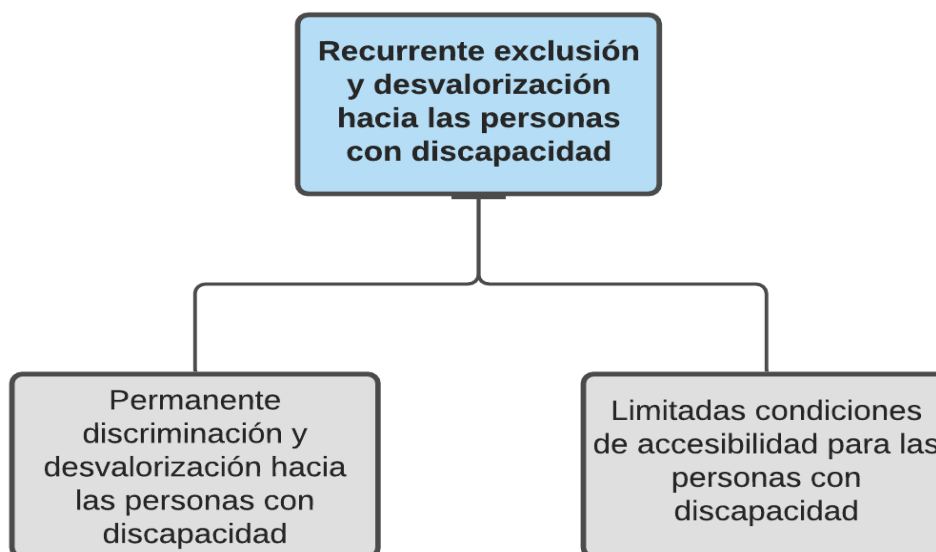 Recurrente exclusión
y desvalorización
hacia las personas
con discapacidad
Permanente
discriminación y
desvalorización hacia
las personas con
discapacidad
Limitadas condiciones
de accesibilidad para las
personas con
discapacidad